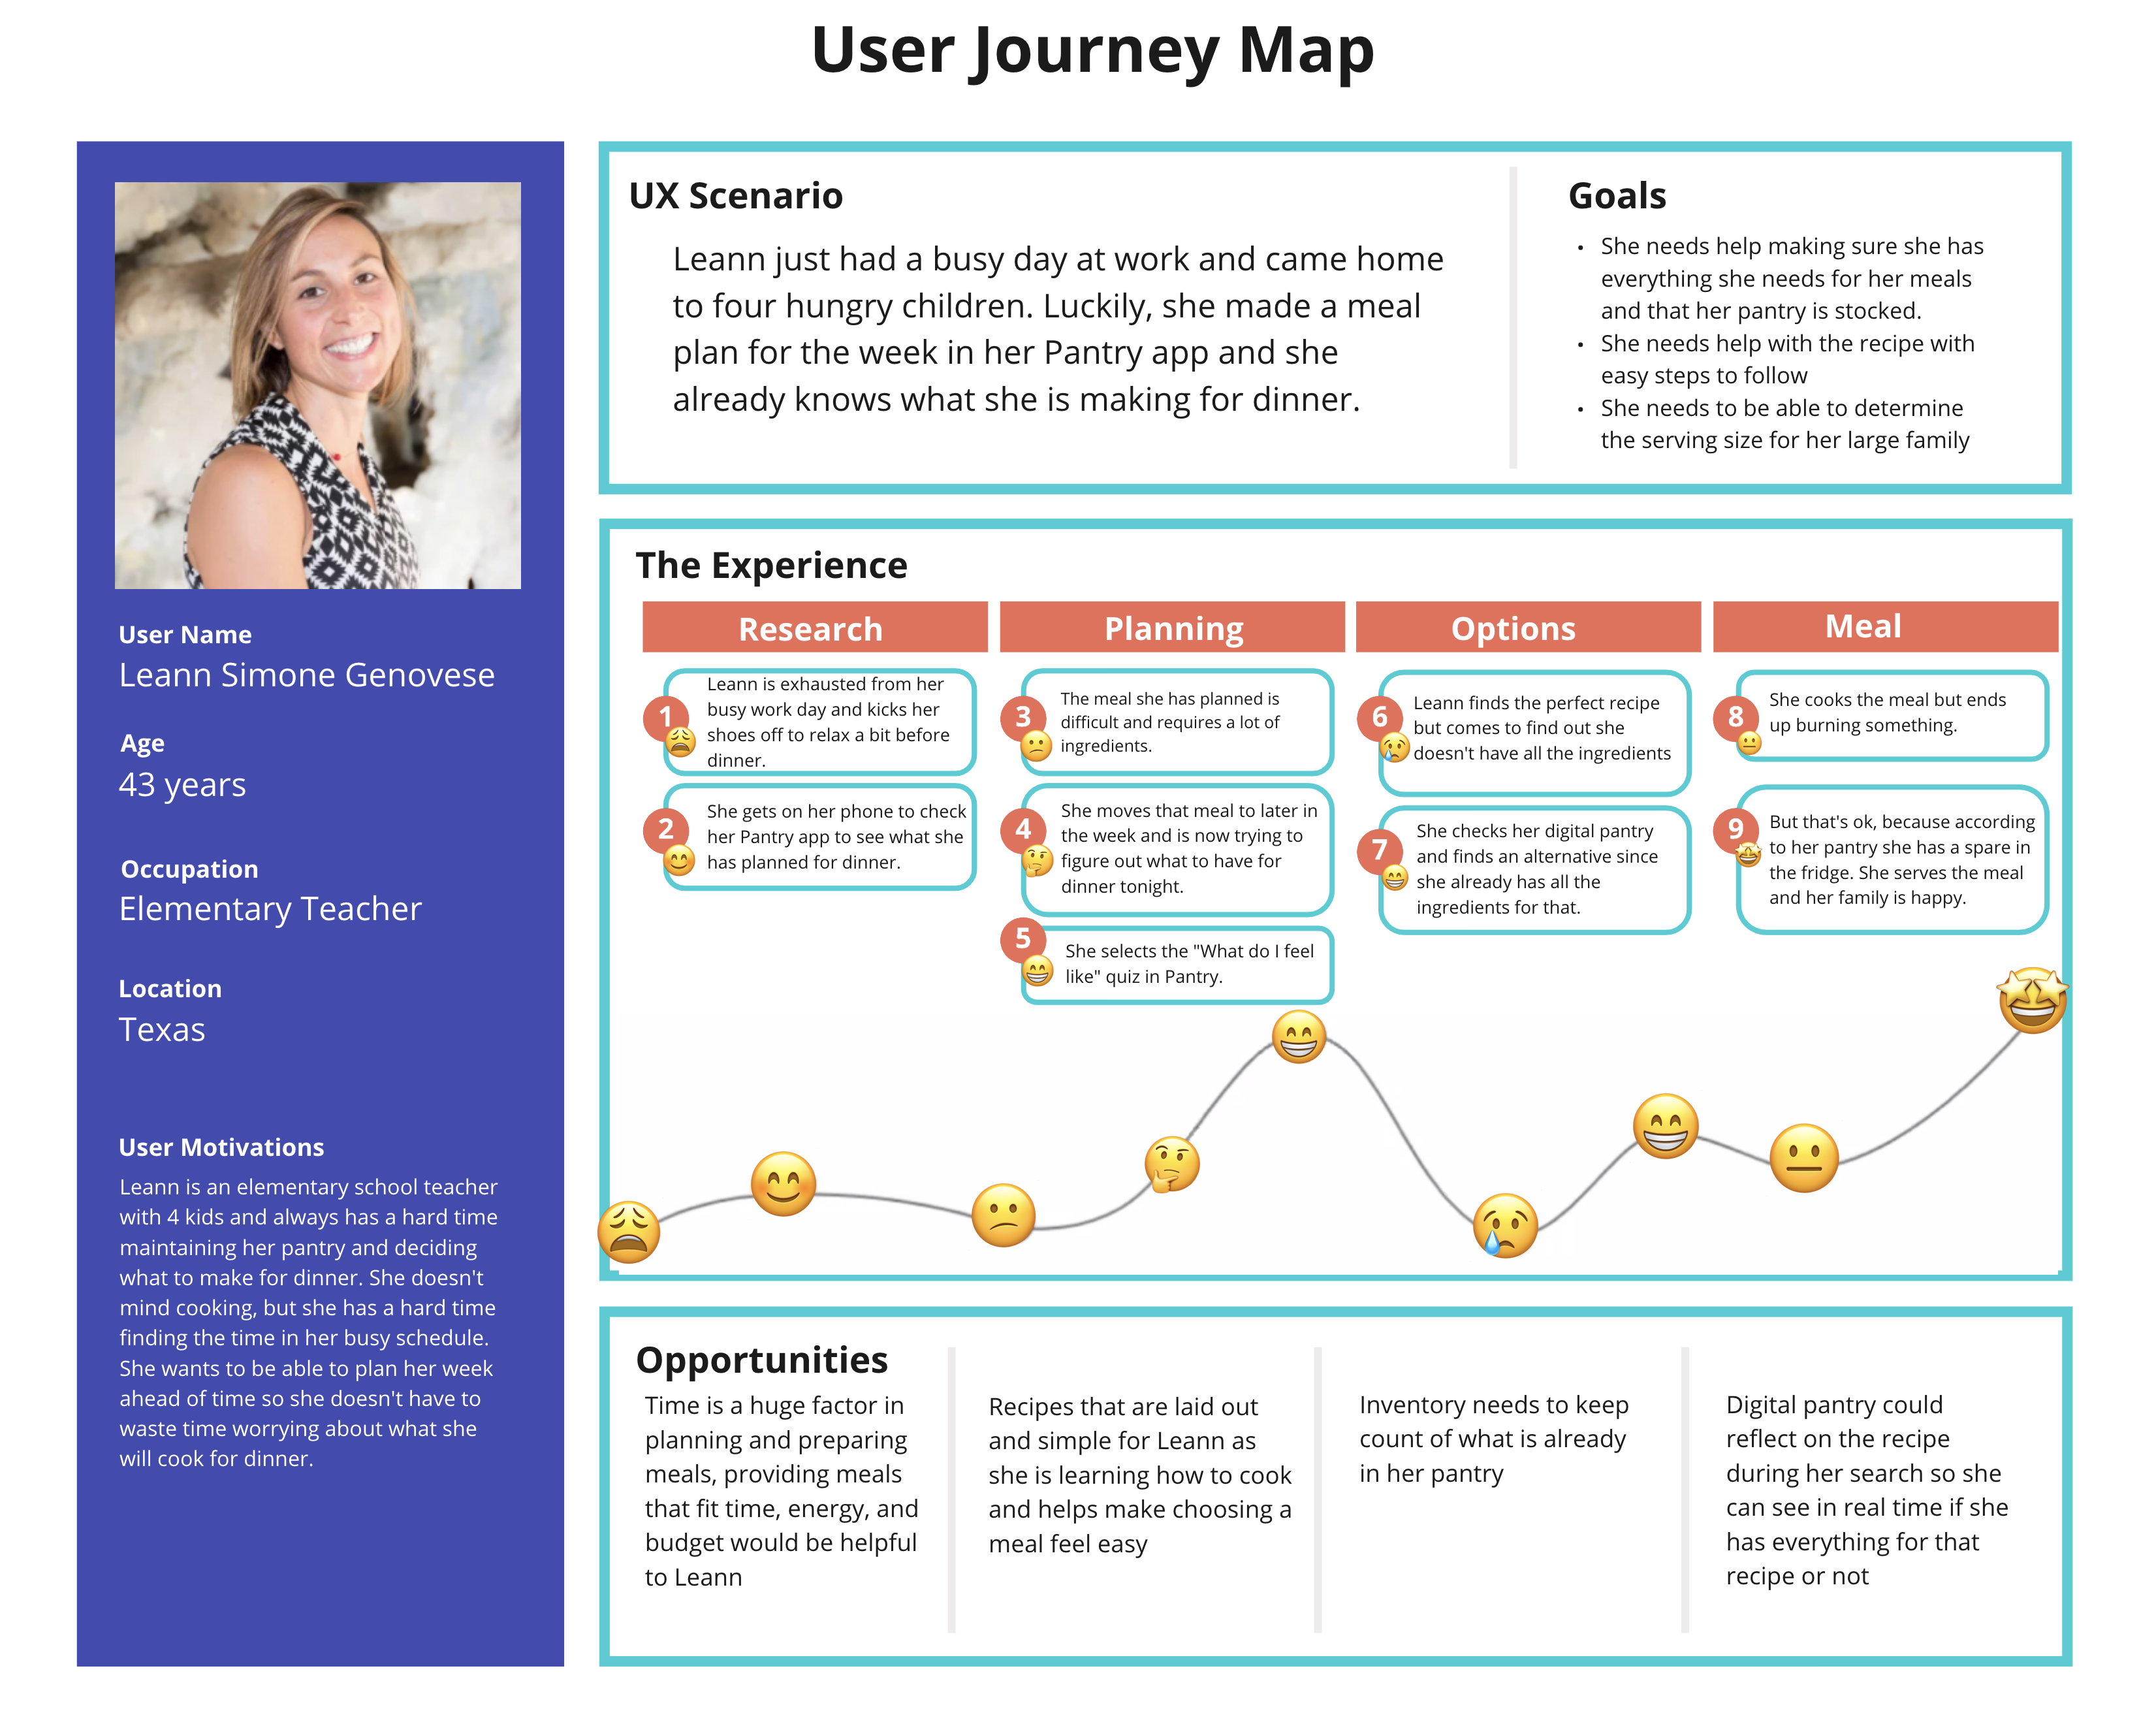 User Journey Map
User Name
Leann Simone Genovese
Age
43 years
Occupation
Elementary Teacher
Location
Texas
User Motivations
Leann is an elementary school teacher
with 4 kids and always has a hard time
maintaining her pantry and deciding
what to make for dinner. She doesn't
mind cooking, but she has a hard time
finding the time in her busy schedule.
She wants to be able to plan her week
ahead of time so she doesn't have to
waste time worrying about what she
will cook for dinner.
UX Scenario
Leann just had a busy day at work and came home
to four hungry children. Luckily, she made a meal
plan for the week in her Pantry app and she
already knows what she is making for dinner.
Goals
• She needs help making sure she has
everything she needs for her meals
and that her pantry is stocked.
• She needs help with the recipe with
easy steps to follow
• She needs to be able to determine
the serving size for her large family
The Experience
Research
1
Leann is exhausted from her
busy work day and kicks her
shoes off to relax a bit before
dinner.
2
She gets on her phone to check
her Pantry app to see what she
has planned for dinner.
Planning
3
The meal she has planned is
difficult and requires a lot of
ingredients.
4
She moves that meal to later in
the week and is now trying to
figure out what to have for
dinner tonight.
5
She selects the "What do I feel
like" quiz in Pantry.
Options
6
Leann finds the perfect recipe
but comes to find out she
doesn't have all the ingredients
7
She checks her digital pantry
and finds an alternative since
she already has all the
ingredients for that.
Meal
8
She cooks the meal but ends
up burning something.
9
But that's ok, because according
to her pantry she has a spare in
the fridge. She serves the meal
and her family is happy.
Opportunities
Time is a huge factor in
planning and preparing
meals, providing meals
that fit time, energy, and
budget would be helpful
to Leann
Recipes that are laid out
and simple for Leann as
she is learning how to cook
and helps make choosing a
meal feel easy
Inventory needs to keep
count of what is already
in her pantry
Digital pantry could
reflect on the recipe
during her search so she
can see in real time if she
has everything for that
recipe or not